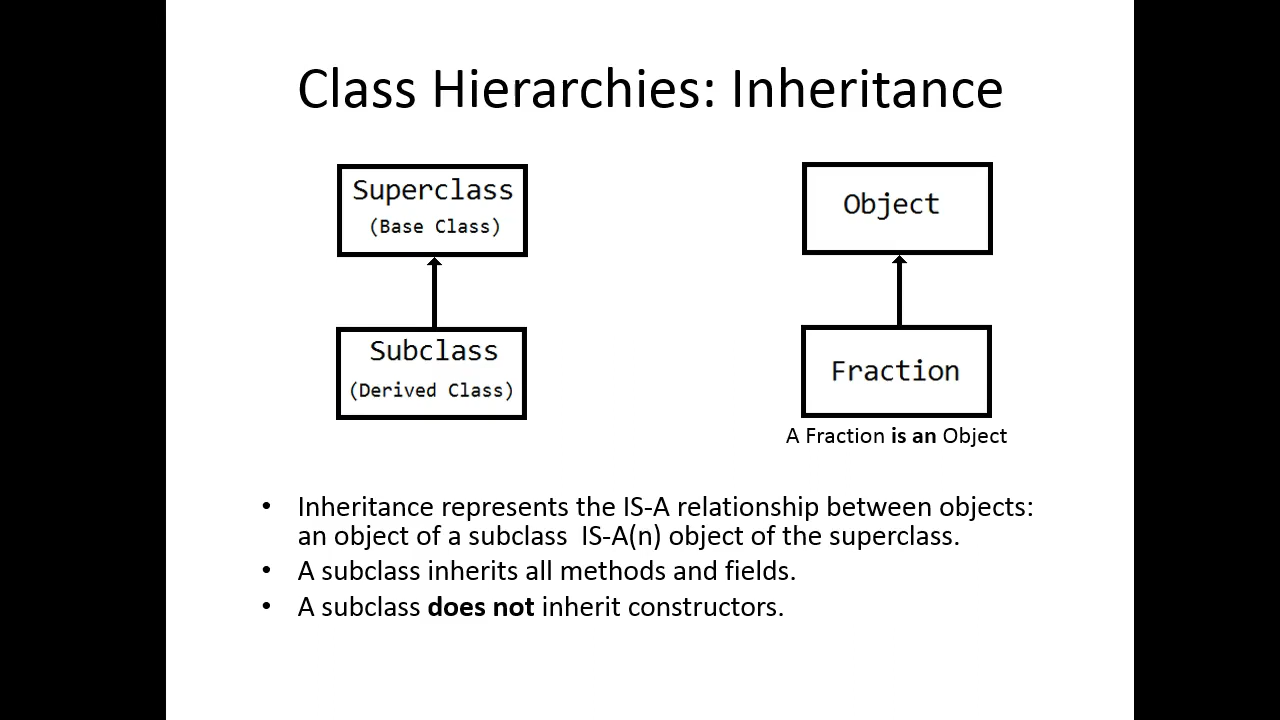 Class Hierarchies: Inheritance
Superclass
(Base Class)
Subclass
(Derived Class)
Object
Fraction
A Fraction is an Object
• Inheritance represents the IS-A relationship between objects:
an object of a subclass  IS-A(n) object of the superclass.
• A subclass inherits all methods and fields.
• A subclass does not inherit constructors.